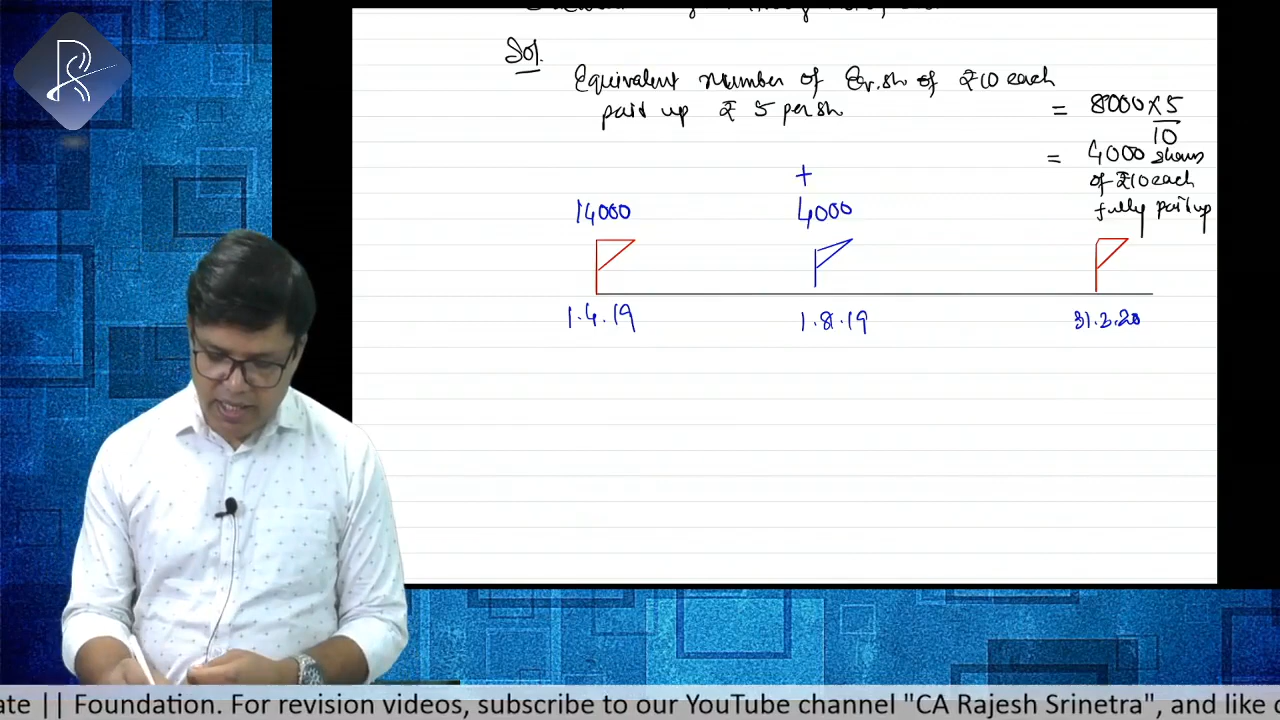 Sol.
Equivalent Number of Eq.sh of ₹10 each
paid up ₹ 5 per sh
= 8000 x 5
10
= 4000 shares
of ₹10 each
fully paid up
+
14000 4000
1.4.19 1.8.19 31.3.20
ate || Foundation. For revision videos, subscribe to our YouTube channel "CA Rajesh Srinetra", and like